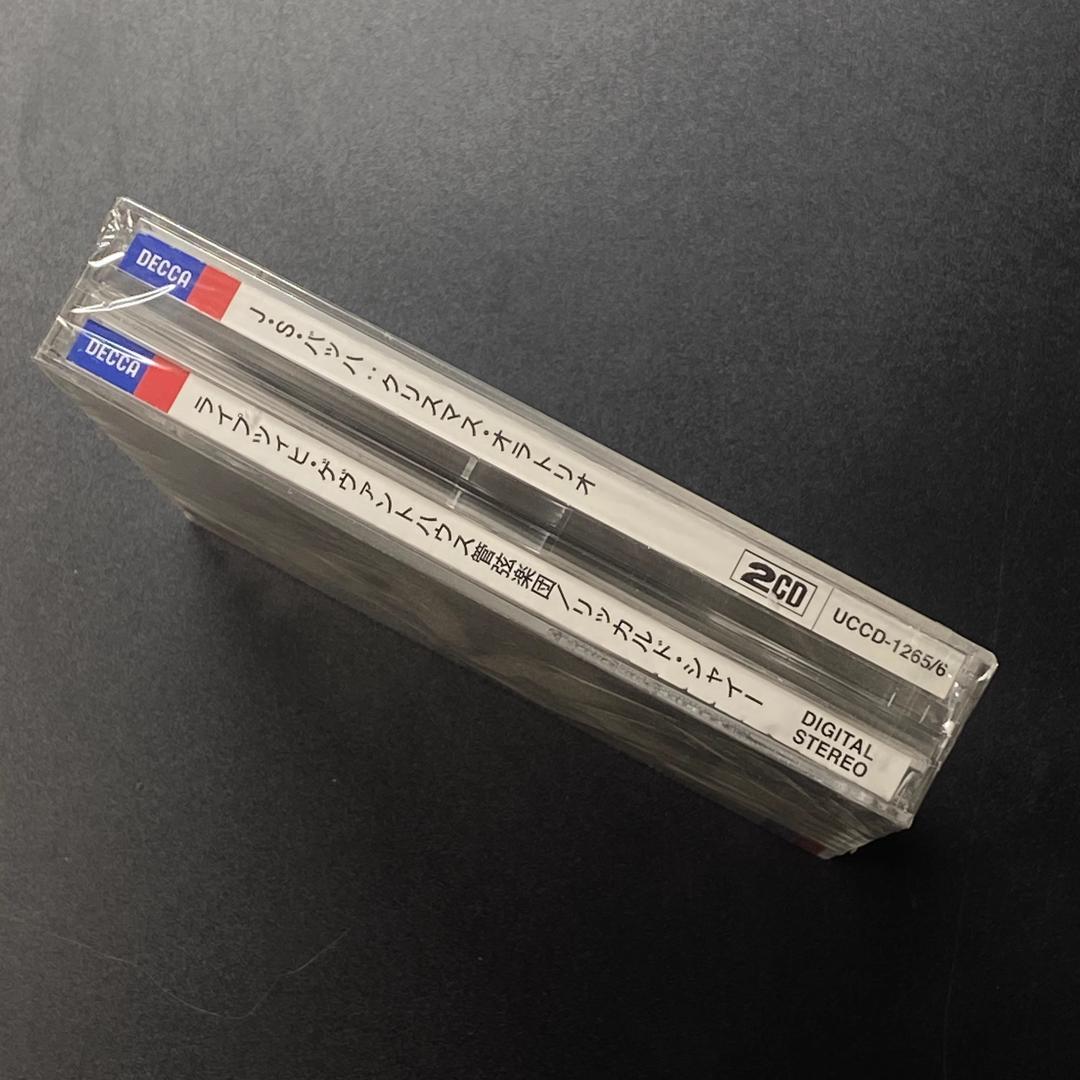 DECCA
J・S・バッハ:クリスマス・オラトリオ
2CD
UCCD-1265/6
DECCA
ライプツィヒ・ゲヴァントハウス管弦楽団/リッカルド・シャイー
DIGITAL
STEREO